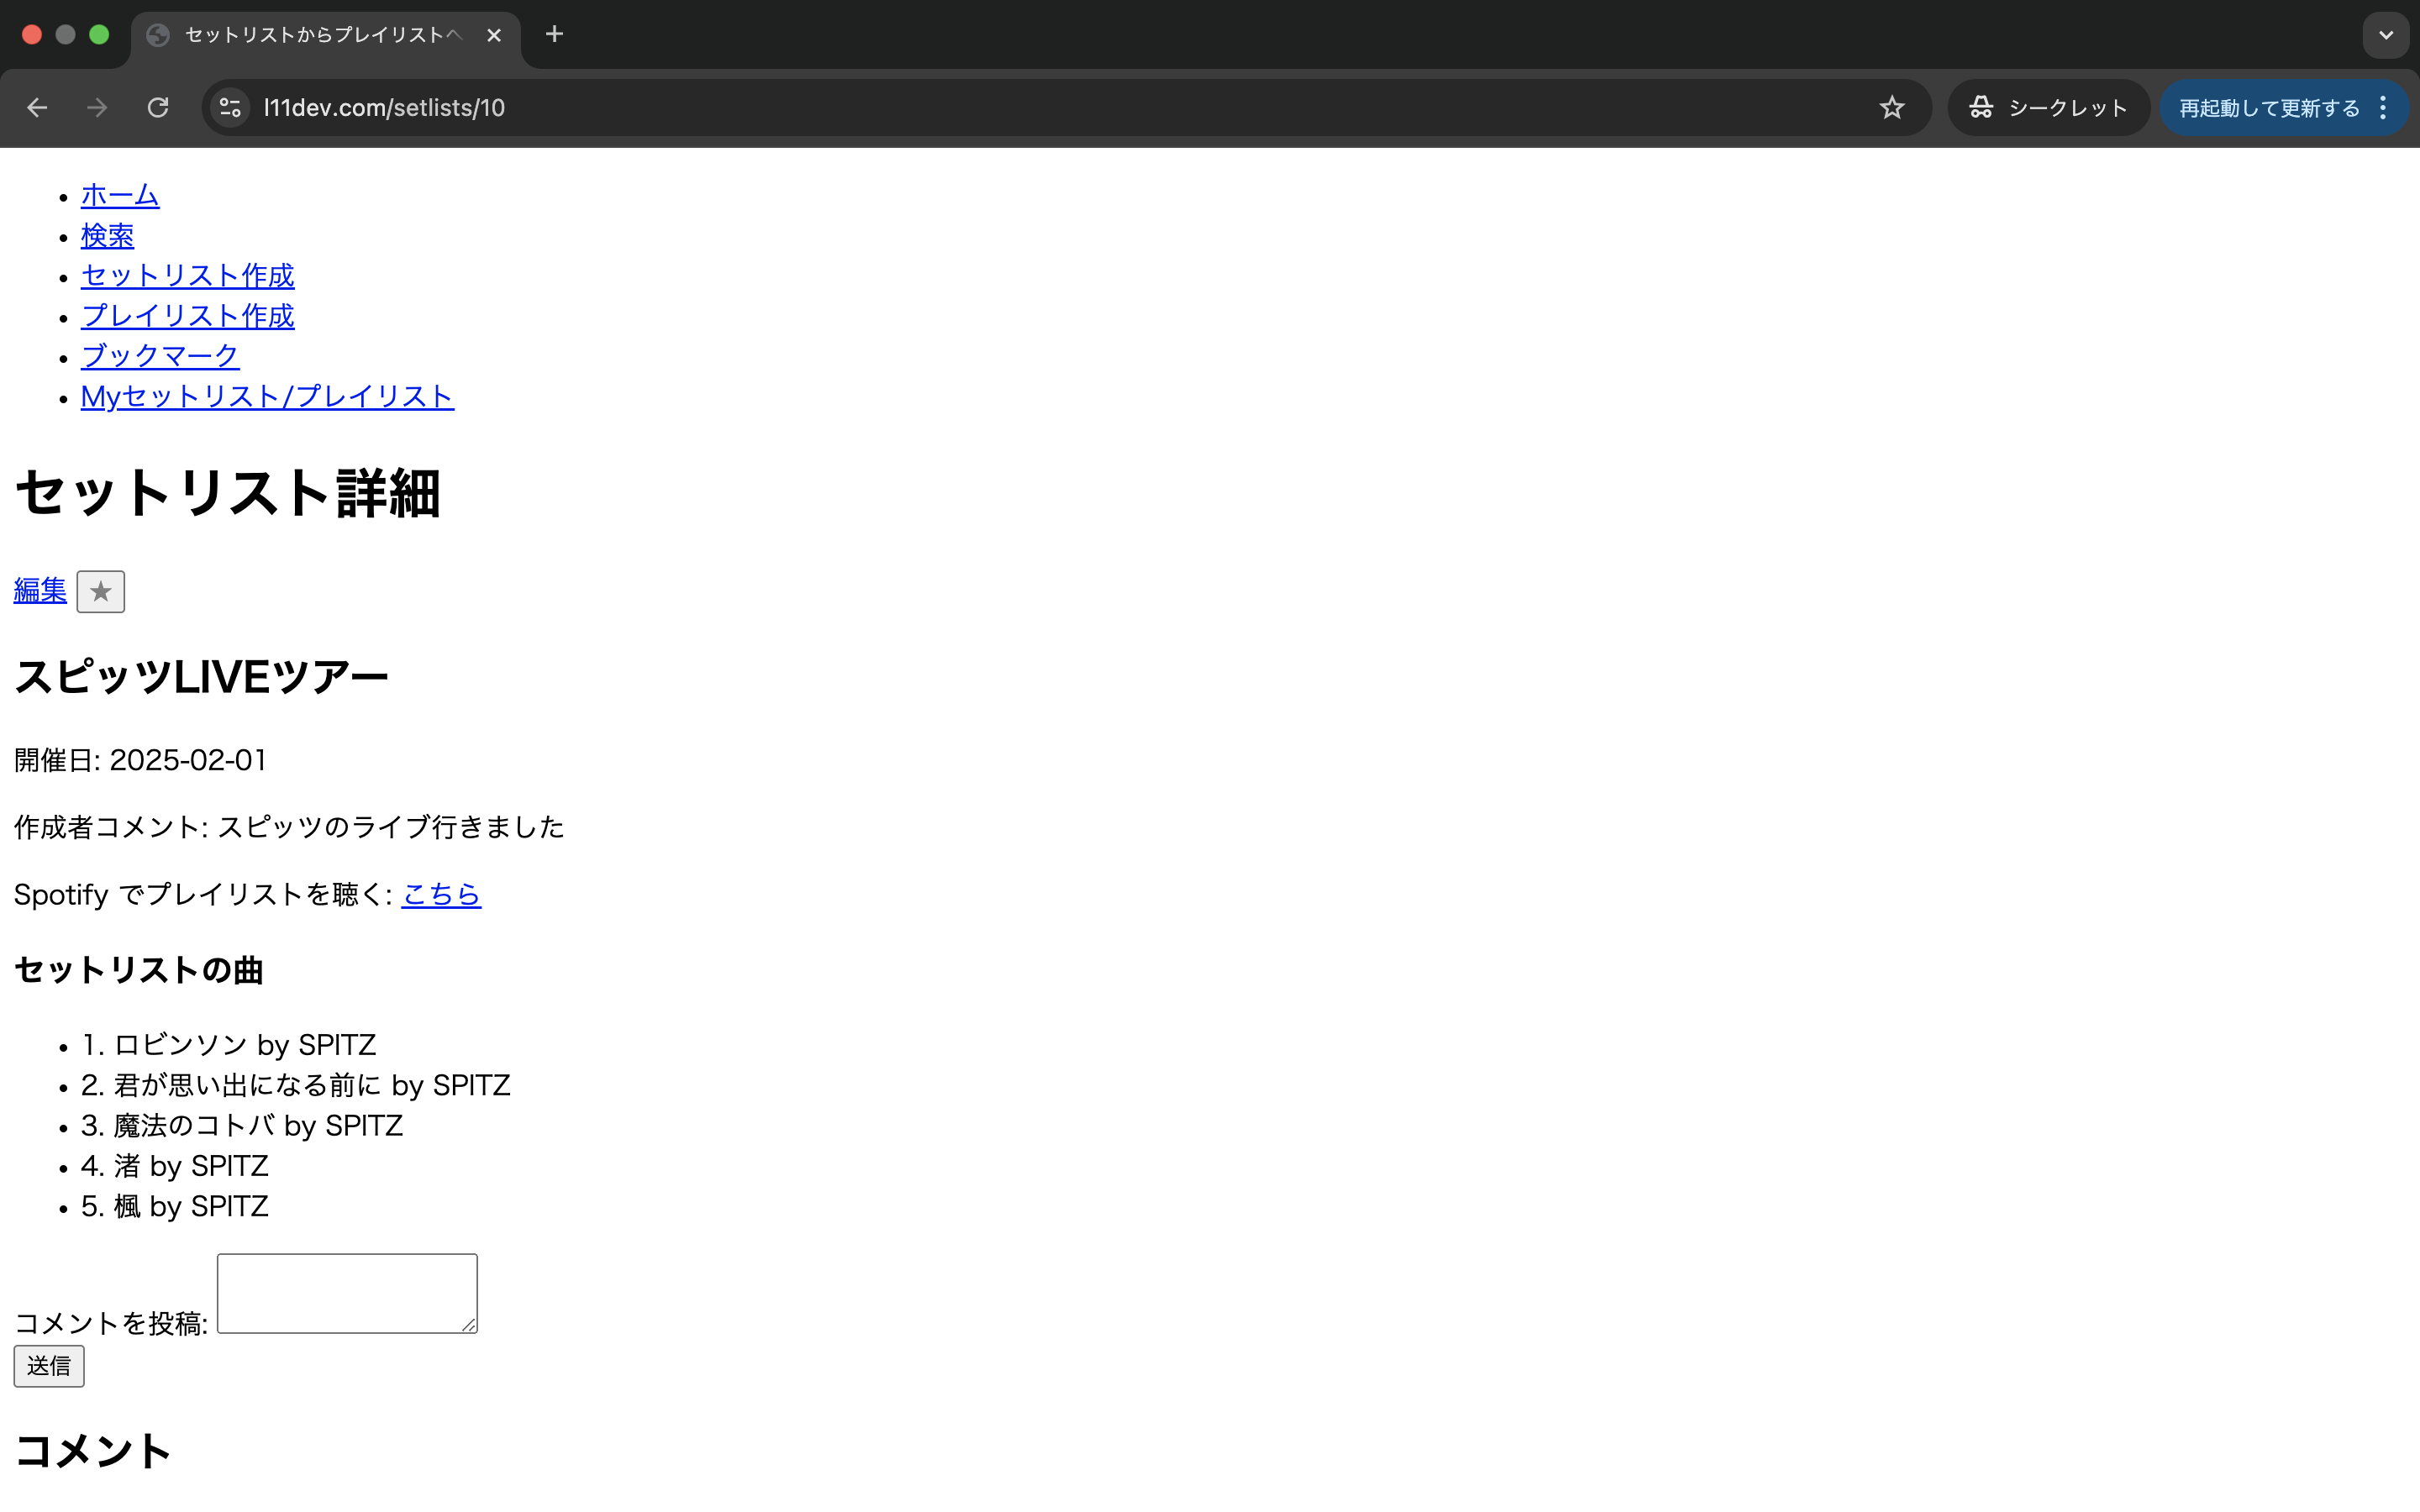 セットリストからプレイリストへ
l11dev.com/setlists/10
シークレット
再起動して更新する
ホーム
検索
セットリスト作成
プレイリスト作成
ブックマーク
Myセットリスト/プレイリスト
セットリスト詳細
編集 ★
スピッツLIVEツアー
開催日: 2025-02-01
作成者コメント: スピッツのライブ行きました
Spotify でプレイリストを聴く: こちら
セットリストの曲
1. ロビンソン by SPITZ
2. 君が思い出になる前に by SPITZ
3. 魔法のコトバ by SPITZ
4. 渚 by SPITZ
5. 楓 by SPITZ
コメントを投稿:
送信
コメント